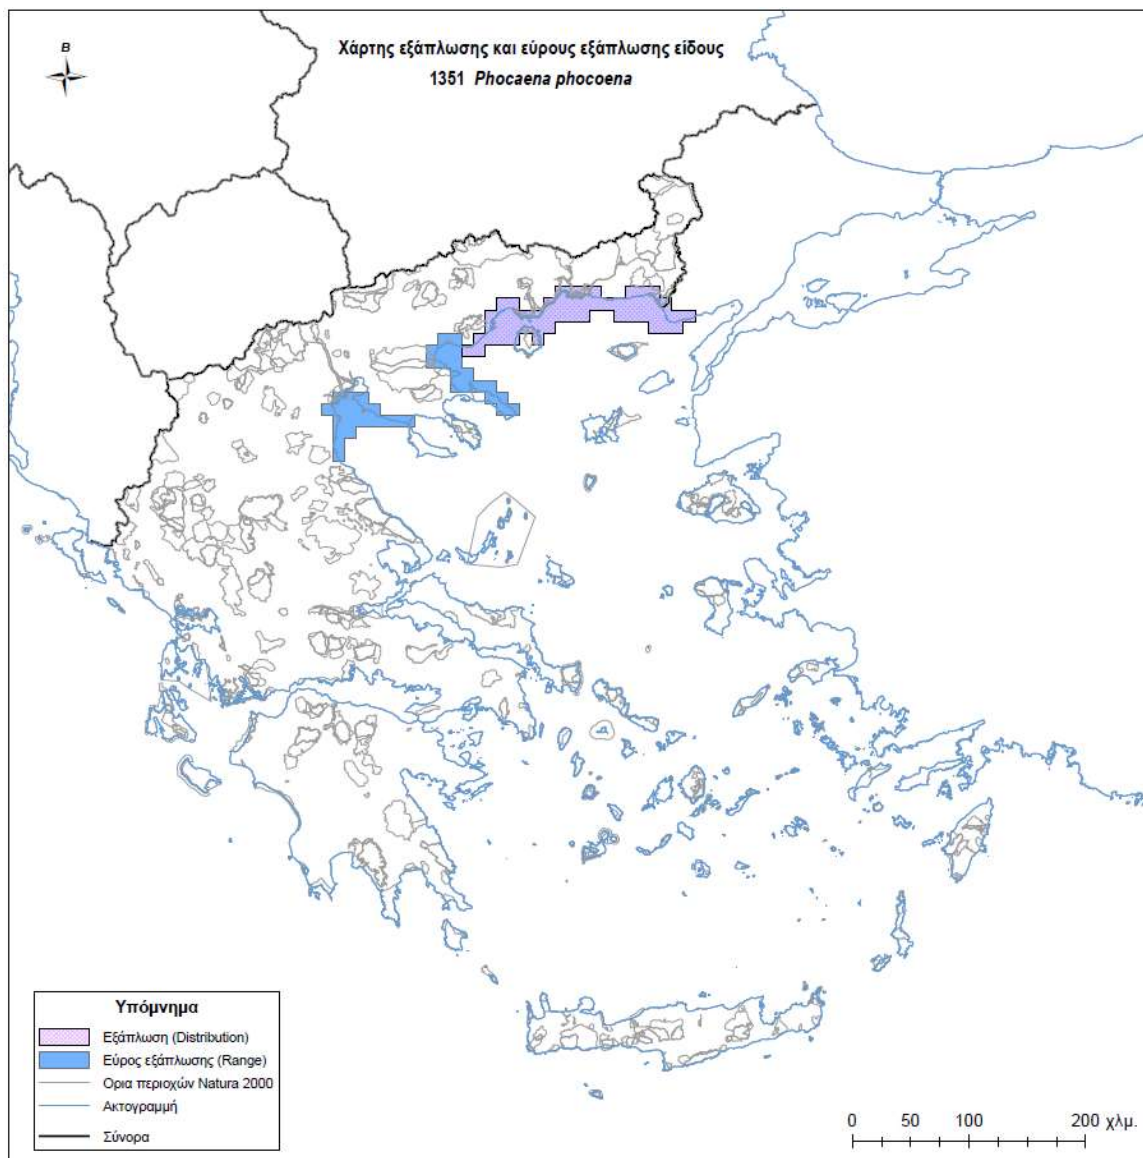 Χάρτης εξάπλωσης και εύρους εξάπλωσης είδους
1351 Phocaena phocoena
Β
Υπόμνημα
Εξάπλωση (Distribution)
Εύρος εξάπλωσης (Range)
Ορια περιοχών Natura 2000
Ακτογραμμή
Σύνορα
0 50 100 200 χλμ.